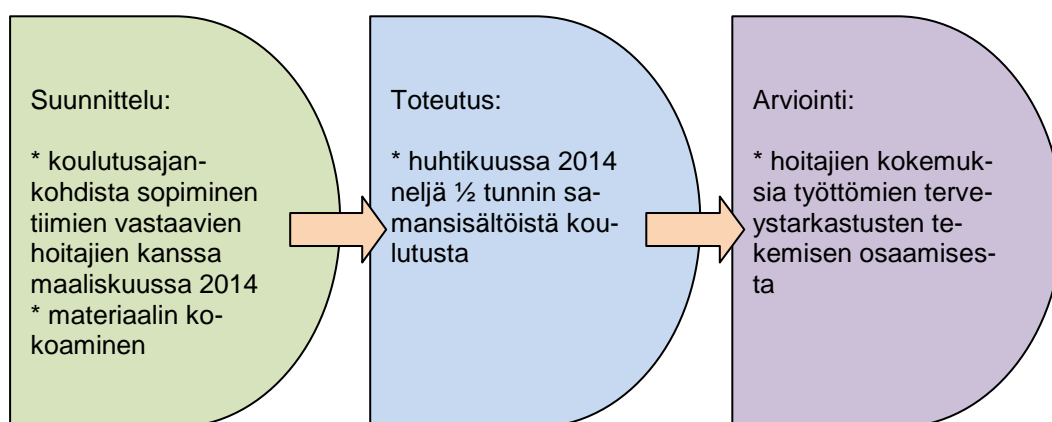 Suunnittelu:
* koulutusajan-
kohdista sopiminen
tiimien vastaavien
hoitajien kanssa
maaliskuussa 2014
* materiaalin ko-
koaminen
Toteutus:
* huhtikuussa 2014
neljä ½ tunnin sa-
mansisältöistä kou-
lutusta
Arviointi:
* hoitajien kokemuk-
sia työttömien terve-
ystarkastusten te-
kemisen osaamises-
ta